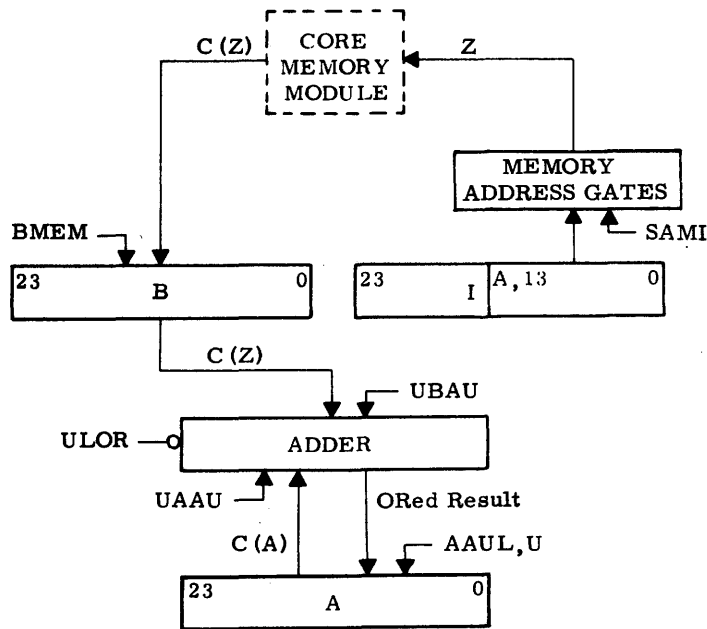 C(Z)
CORE
MEMORY
MODULE
Z
MEMORY
ADDRESS GATES
BMEM
SAMI
23 B 0
23 I A,13 0
C(Z)
UBAU
ULOR
ADDER
UAAU
ORed Result
C(A)
AAUL,U
23 A 0